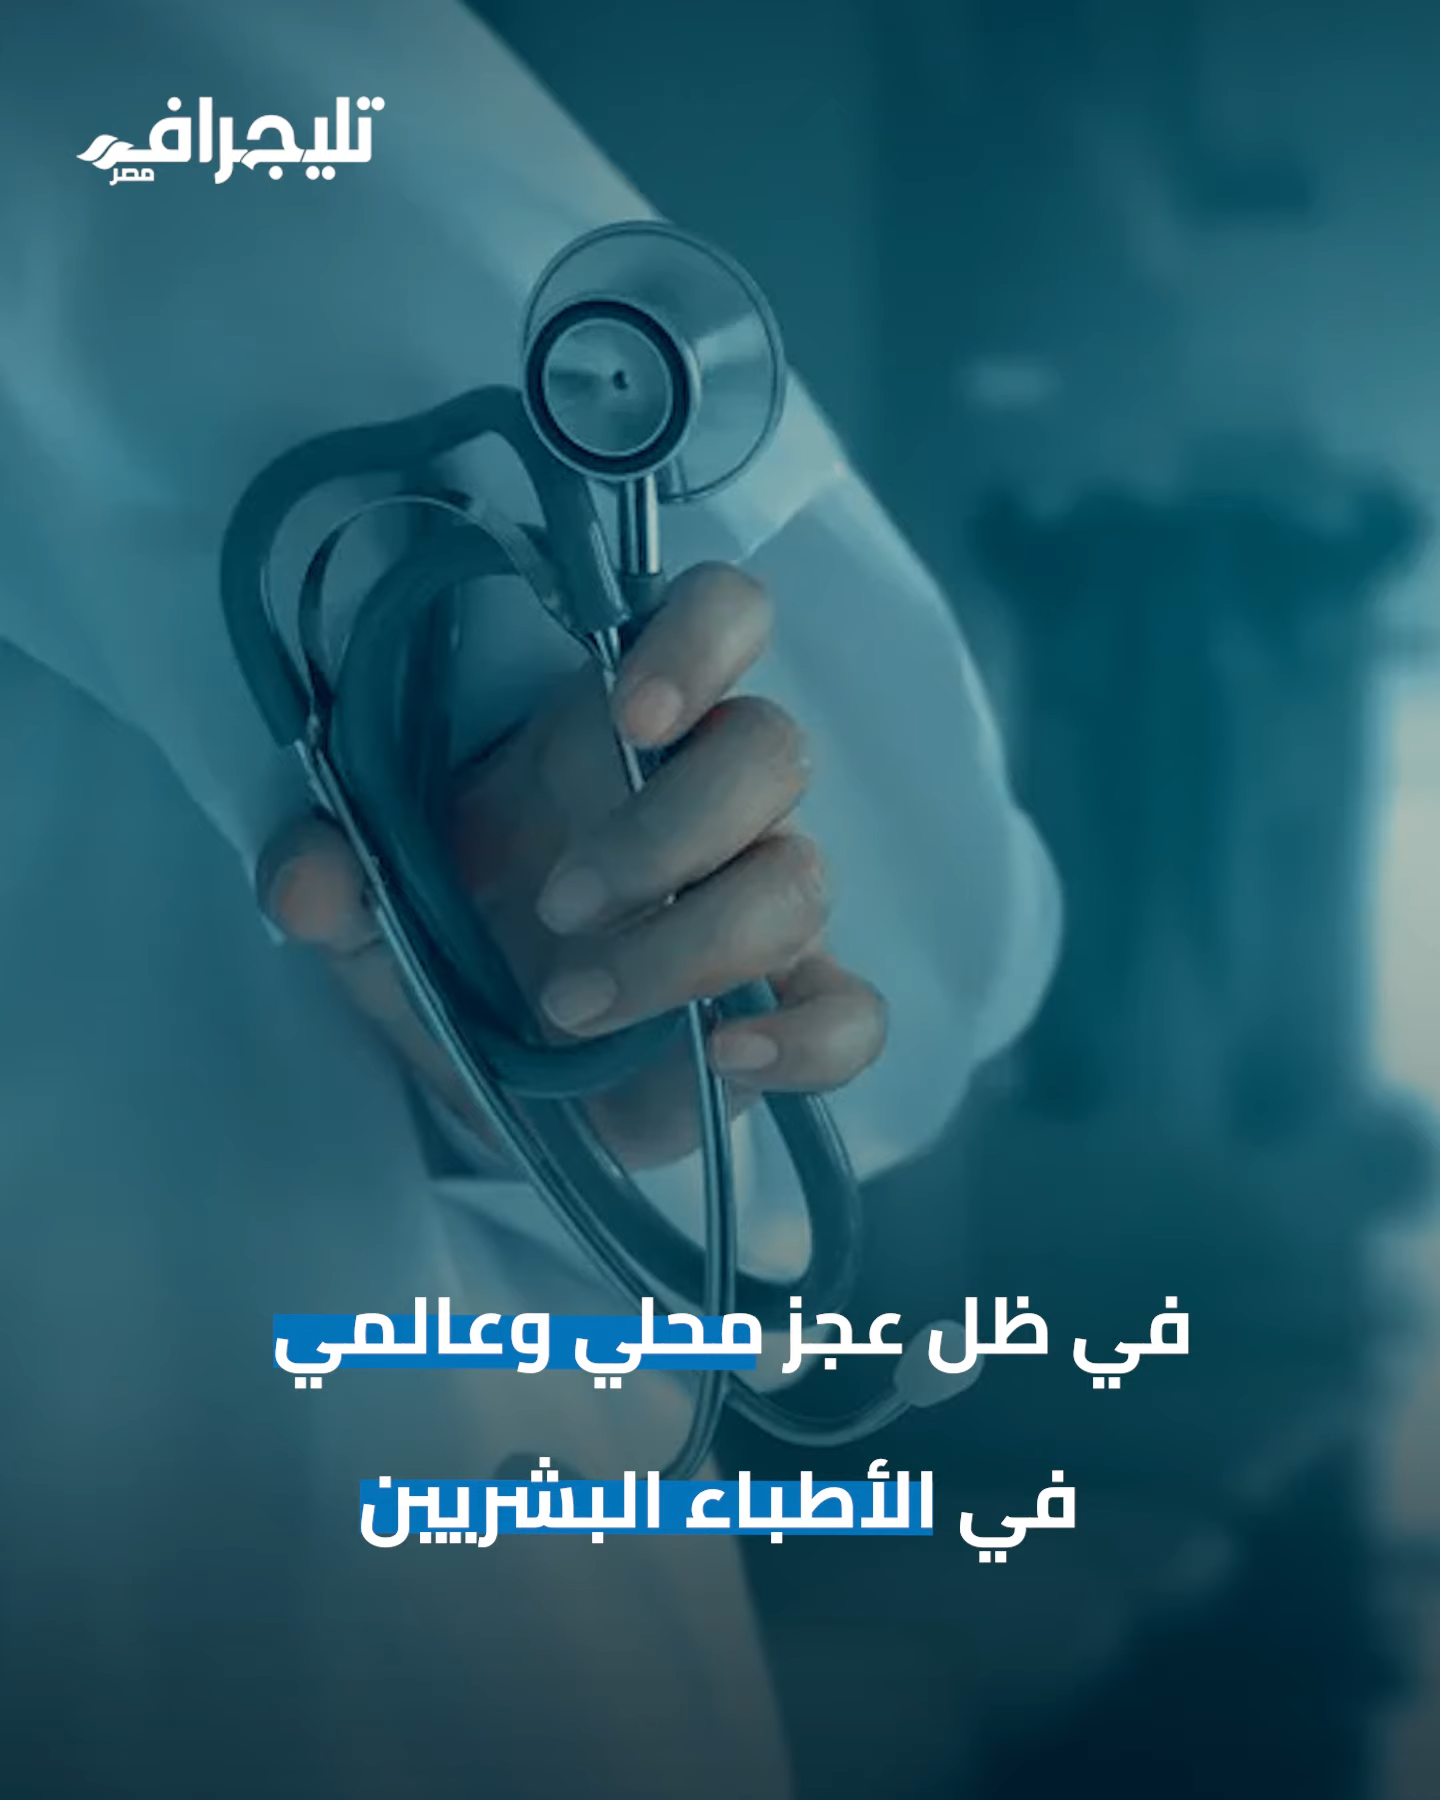 تليجراف
مصر
في ظل عجز محلي وعالمي
في الأطباء البشريين